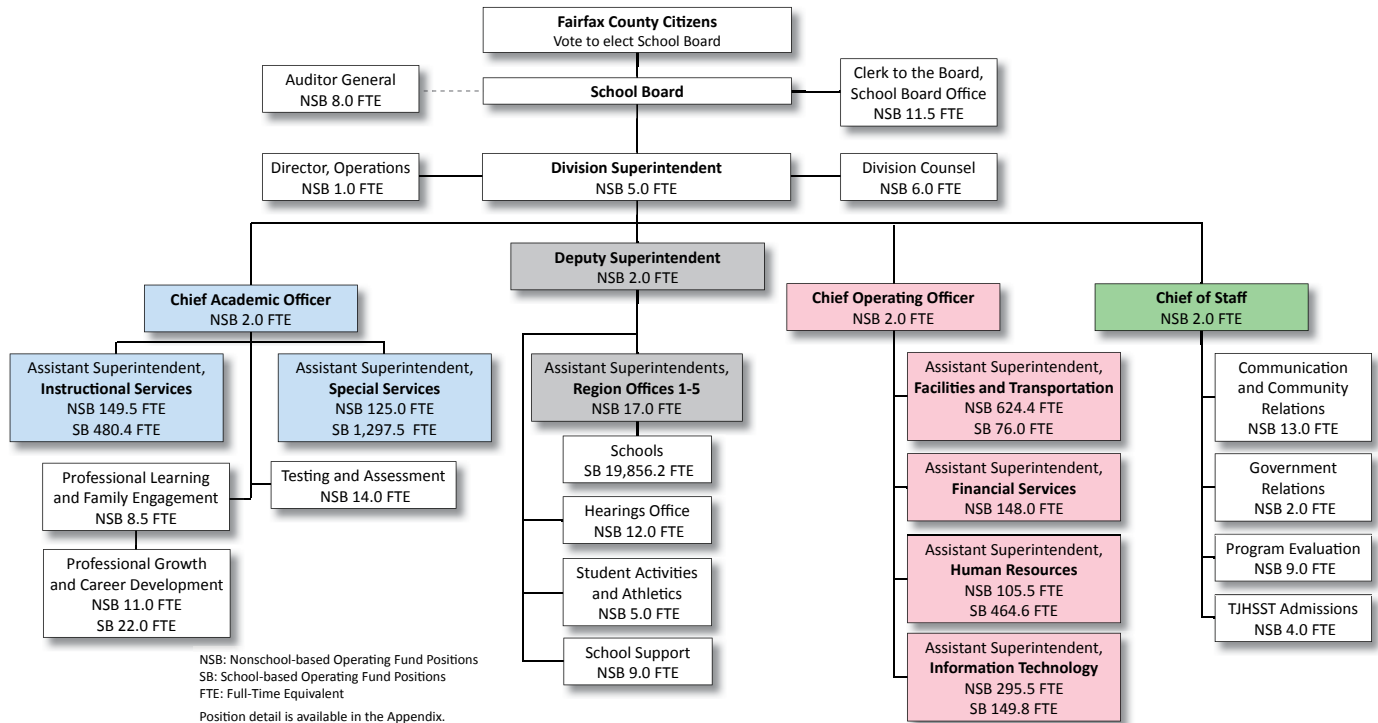 Fairfax County Citizens
Vote to elect School Board
Auditor General
NSB 8.0 FTE
School Board
Clerk to the Board,
School Board Office
NSB 11.5 FTE
Director, Operations
NSB 1.0 FTE
Division Superintendent
NSB 5.0 FTE
Division Counsel
NSB 6.0 FTE
Deputy Superintendent
NSB 2.0 FTE
Chief Academic Officer
NSB 2.0 FTE
Chief Operating Officer
NSB 2.0 FTE
Chief of Staff
NSB 2.0 FTE
Assistant Superintendent,
Instructional Services
NSB 149.5 FTE
SB 480.4 FTE
Assistant Superintendent,
Special Services
NSB 125.0 FTE
SB 1,297.5 FTE
Professional Learning
and Family Engagement
NSB 8.5 FTE
Testing and Assessment
NSB 14.0 FTE
Professional Growth
and Career Development
NSB 11.0 FTE
SB 22.0 FTE
Assistant Superintendents,
Region Offices 1-5
NSB 17.0 FTE
Schools
SB 19,856.2 FTE
Hearings Office
NSB 12.0 FTE
Student Activities
and Athletics
NSB 5.0 FTE
School Support
NSB 9.0 FTE
Assistant Superintendent,
Facilities and Transportation
NSB 624.4 FTE
SB 76.0 FTE
Assistant Superintendent,
Financial Services
NSB 148.0 FTE
Assistant Superintendent,
Human Resources
NSB 105.5 FTE
SB 464.6 FTE
Assistant Superintendent,
Information Technology
NSB 295.5 FTE
SB 149.8 FTE
Communication
and Community
Relations
NSB 13.0 FTE
Government
Relations
NSB 2.0 FTE
Program Evaluation
NSB 9.0 FTE
TJHSST Admissions
NSB 4.0 FTE
NSB: Nonschool-based Operating Fund Positions
SB: School-based Operating Fund Positions
FTE: Full-Time Equivalent
Position detail is available in the Appendix.